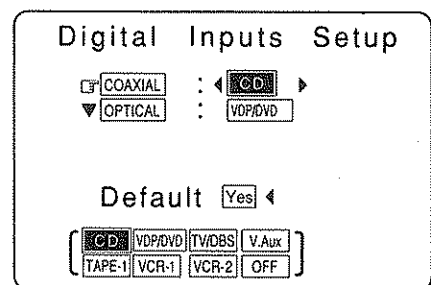 Digital Inputs Setup
COAXIAL : CD
OPTICAL : VDP/DVD
Default Yes
CD VDP/DVD TV/DBS V.Aux
TAPE-1 VCR-1 VCR-2 OFF